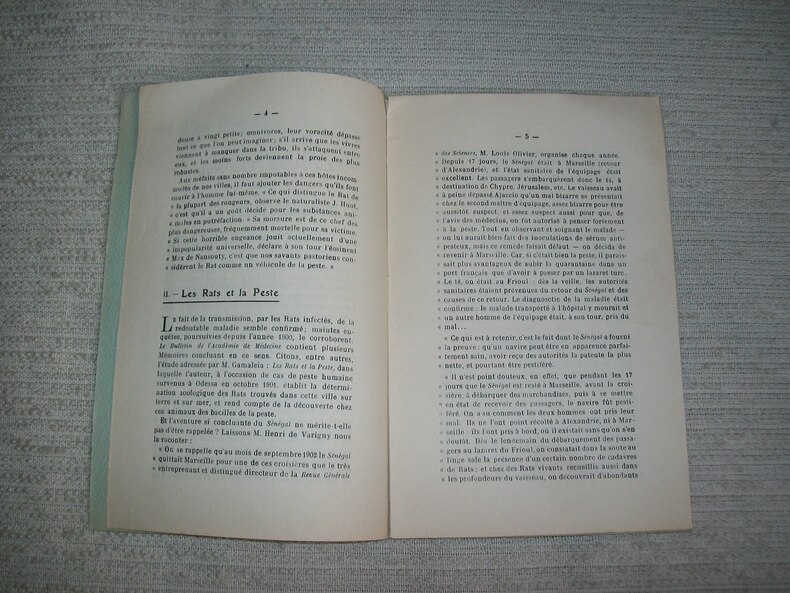 — 4 —
douze à vingt petits; omnivores, leur voracité dépasse
tout ce que l'on peut imaginer; s'il arrive que les vivres
viennent à manquer dans la tribu, ils s'attaquent entre
eux, et les moins forts deviennent la proie des plus
robustes.
Aux méfaits sans nombre imputables à ces hôtes incom-
modes de nos villes, il faut ajouter les dangers qu'ils font
courir à l'homme lui-même. « Ce qui distingue le Rat de
« la plupart des rongeurs, observe le naturaliste J. Huot,
« c'est qu'il a un goût décidé pour les substances ani-
« males en putréfaction. » Sa morsure est de ce chef des
plus dangereuses, fréquemment mortelle pour sa victime.
« Si cette horrible engeance jouit actuellement d'une
« impopularité universelle, déclare à son tour l'éminent
« Max de Nansouty, c'est que nos savants pastoriens con-
« sidèrent le Rat comme un véhicule de la peste. »
II. — Les Rats et la Peste
Le fait de la transmission, par les Rats infectés, de la
redoutable maladie semble confirmé; maintes en-
quêtes, poursuivies depuis l'année 1900, le corroborent.
Le Bulletin de l'Académie de Médecine contient plusieurs
Mémoires concluant en ce sens. Citons, entre autres,
l'étude adressée par M. Gamaleia : Les Rats et la Peste, dans
laquelle l'auteur, à l'occasion de cas de peste humaine
survenus à Odessa en octobre 1901, établit la détermi-
nation zoologique des Rats trouvés dans cette ville sur
terre et sur mer, et rend compte de la découverte chez
ces animaux des bacilles de la peste.
Et l'aventure si concluante du Sénégal ne mérite-t-elle
pas d'être rappelée ? Laissons M. Henri de Varigny nous
la raconter :
« On se rappelle qu'au mois de septembre 1902 le Sénégal
« quittait Marseille pour une de ces croisières que le très
« entreprenant et distingué directeur de la Revue Générale
— 5 —
« des Sciences, M. Louis Olivier, organise chaque année.
« Depuis 17 jours, le Sénégal était à Marseille (retour
« d'Alexandrie), et l'état sanitaire de l'équipage était
« excellent. Les passagers s'embarquèrent donc le 14, à
« destination de Chypre, Jérusalem, etc. Le vaisseau avait
« à peine dépassé Ajaccio qu'un mal bizarre se présentait
« chez le second maître d'équipage, assez bizarre pour être
« aussitôt suspect, et assez suspect aussi pour que, de
« l'avis des médecins, on fût autorisé à penser fortement
« à la peste. Tout en observant et soignant le malade —
« on lui aurait bien fait des inoculations de sérum anti-
« pesteux, mais ce remède faisait défaut — on décida de
« revenir à Marseille. Car, si c'était bien la peste, il parais-
« sait plus avantageux de subir la quarantaine dans un
« port français que d'avoir à passer par un lazaret turc.
« Le 18, on était au Frioul : dès la veille, les autorités
« sanitaires étaient prévenues du retour du Sénégal et des
« causes de ce retour. Le diagnostic de la maladie était
« confirmé : le malade transporté à l'hôpital y mourait et
« un autre homme de l'équipage était, à son tour, pris du
« mal...
« Ce qui est à retenir, c'est le fait dont le Sénégal a fourni
« la preuve : qu'un navire peut être en apparence parfai-
« tement sain, avoir reçu des autorités la patente la plus
« nette, et pourtant être pestiféré.
« Il n'est point douteux, en effet, que pendant les 17
« jours que le Sénégal est resté à Marseille, avant la croi-
« sière, à débarquer des marchandises, puis à se mettre
« en état de recevoir des passagers, le navire fût pesti-
« féré. On a su comment les deux hommes ont pris leur
« mal. Ils ne l'ont point récolté à Alexandrie, ni à Mar-
« seille : ils l'ont pris à bord, où il existait sans qu'on s'en
« doutât. Dès le lendemain du débarquement des passa-
« gers au lazaret du Frioul, on constatait dans la soute au
« linge sale la présence d'un certain nombre de cadavres
« de Rats; et chez des Rats vivants recueillis aussi dans
« les profondeurs du vaisseau, on découvrait d'abondants